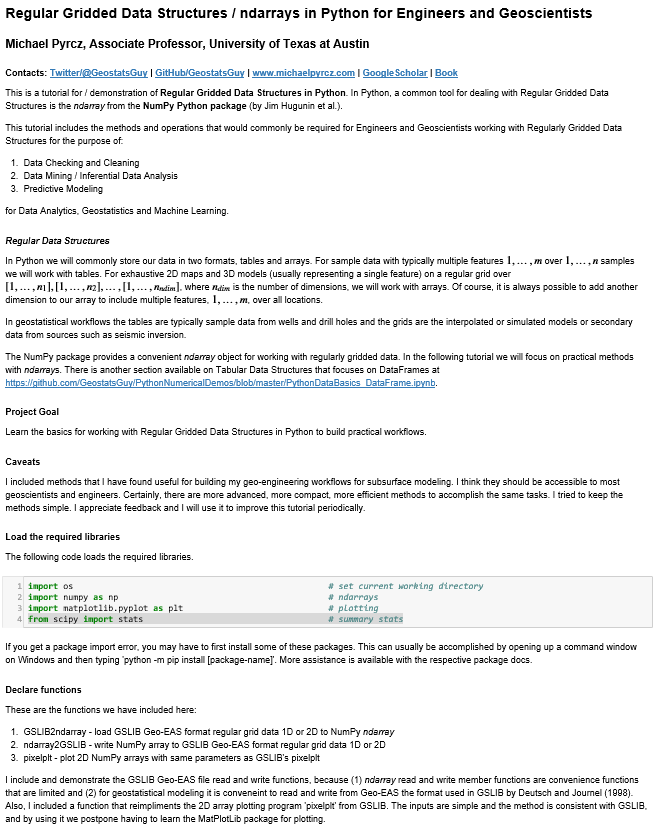 Regular Gridded Data Structures / ndarrays in Python for Engineers and Geoscientists
Michael Pyrcz, Associate Professor, University of Texas at Austin
Contacts: Twitter/@GeostatsGuy | GitHub/GeostatsGuy | www.michaelpyrcz.com | GoogleScholar | Book
This is a tutorial for / demonstration of Regular Gridded Data Structures in Python. In Python, a common tool for dealing with Regular Gridded Data
Structures is the ndarray from the NumPy Python package (by Jim Hugunin et al.).
This tutorial includes the methods and operations that would commonly be required for Engineers and Geoscientists working with Regularly Gridded Data
Structures for the purpose of:
1. Data Checking and Cleaning
2. Data Mining / Inferential Data Analysis
3. Predictive Modeling
for Data Analytics, Geostatistics and Machine Learning.
Regular Data Structures
In Python we will commonly store our data in two formats, tables and arrays. For sample data with typically multiple features 1, … , m over 1, … , n samples
we will work with tables. For exhaustive 2D maps and 3D models (usually representing a single feature) on a regular grid over
[1, … , n1], [1, … , n2], … , [1, … , nndim], where ndim is the number of dimensions, we will work with arrays. Of course, it is always possible to add another
dimension to our array to include multiple features, 1, … , m, over all locations.
In geostatistical workflows the tables are typically sample data from wells and drill holes and the grids are the interpolated or simulated models or secondary
data from sources such as seismic inversion.
The NumPy package provides a convenient ndarray object for working with regularly gridded data. In the following tutorial we will focus on practical methods
with ndarrays. There is another section available on Tabular Data Structures that focuses on DataFrames at
https://github.com/GeostatsGuy/PythonNumericalDemos/blob/master/PythonDataBasics_DataFrame.ipynb.
Project Goal
Learn the basics for working with Regular Gridded Data Structures in Python to build practical workflows.
Caveats
I included methods that I have found useful for building my geo-engineering workflows for subsurface modeling. I think they should be accessible to most
geoscientists and engineers. Certainly, there are more advanced, more compact, more efficient methods to accomplish the same tasks. I tried to keep the
methods simple. I appreciate feedback and I will use it to improve this tutorial periodically.
Load the required libraries
The following code loads the required libraries.
1 import os # set current working directory
2 import numpy as np # ndarrays
3 import matplotlib.pyplot as plt # plotting
4 from scipy import stats # summary stats
If you get a package import error, you may have to first install some of these packages. This can usually be accomplished by opening up a command window
on Windows and then typing 'python -m pip install [package-name]'. More assistance is available with the respective package docs.
Declare functions
These are the functions we have included here:
1. GSLIB2ndarray - load GSLIB Geo-EAS format regular grid data 1D or 2D to NumPy ndarray
2. ndarray2GSLIB - write NumPy array to GSLIB Geo-EAS format regular grid data 1D or 2D
3. pixelplt - plot 2D NumPy arrays with same parameters as GSLIB's pixelplt
I include and demonstrate the GSLIB Geo-EAS file read and write functions, because (1) ndarray read and write member functions are convenience functions
that are limited and (2) for geostatistical modeling it is conveneint to read and write from Geo-EAS the format used in GSLIB by Deutsch and Journel (1998).
Also, I included a function that reimpliments the 2D array plotting program 'pixelplt' from GSLIB. The inputs are simple and the method is consistent with GSLIB,
and by using it we postpone having to learn the MatPlotLib package for plotting.